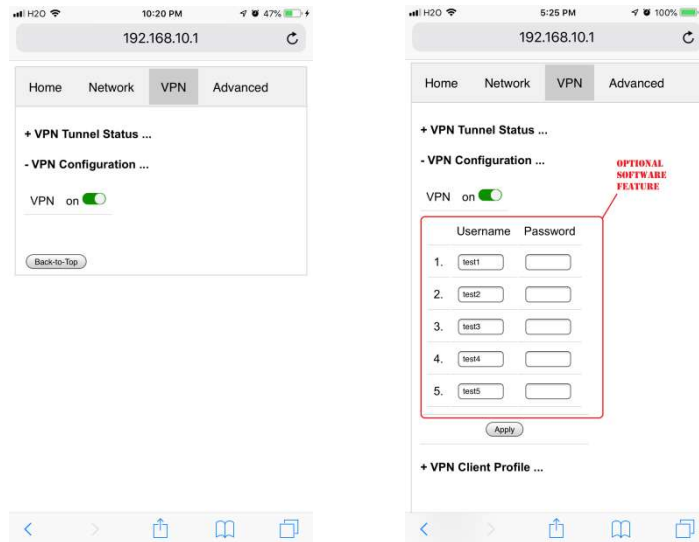 H2O 10:20 PM 47%
192.168.10.1
Home Network VPN Advanced
+ VPN Tunnel Status ...
- VPN Configuration ...
VPN on
Back-to-Top
H2O 5:25 PM 100%
192.168.10.1
Home Network VPN Advanced
+ VPN Tunnel Status ...
- VPN Configuration ...
VPN on
OPTIONAL
SOFTWARE
FEATURE
Username Password
1. test1
2. test2
3. test3
4. test4
5. test5
Apply
+ VPN Client Profile ...